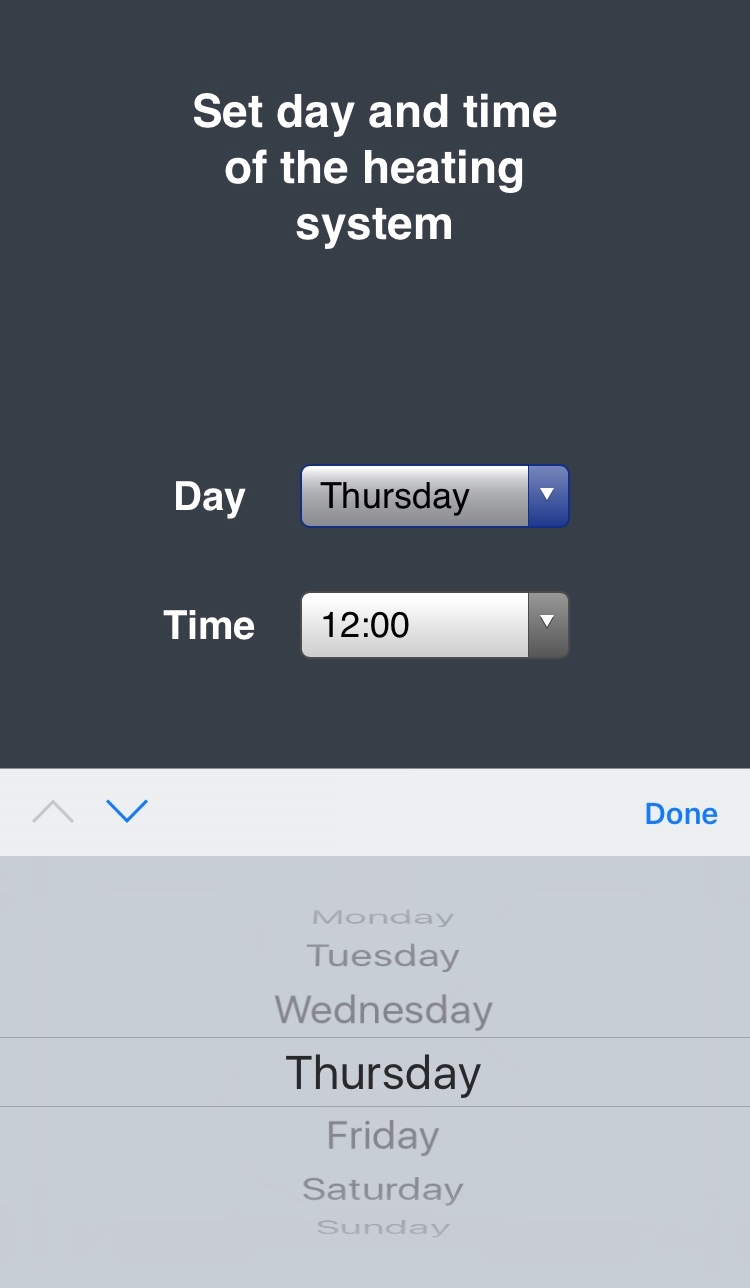 Set day and time
of the heating
system
Day
Thursday
Time
12:00
Done
Monday
Tuesday
Wednesday
Thursday
Friday
Saturday
Sunday